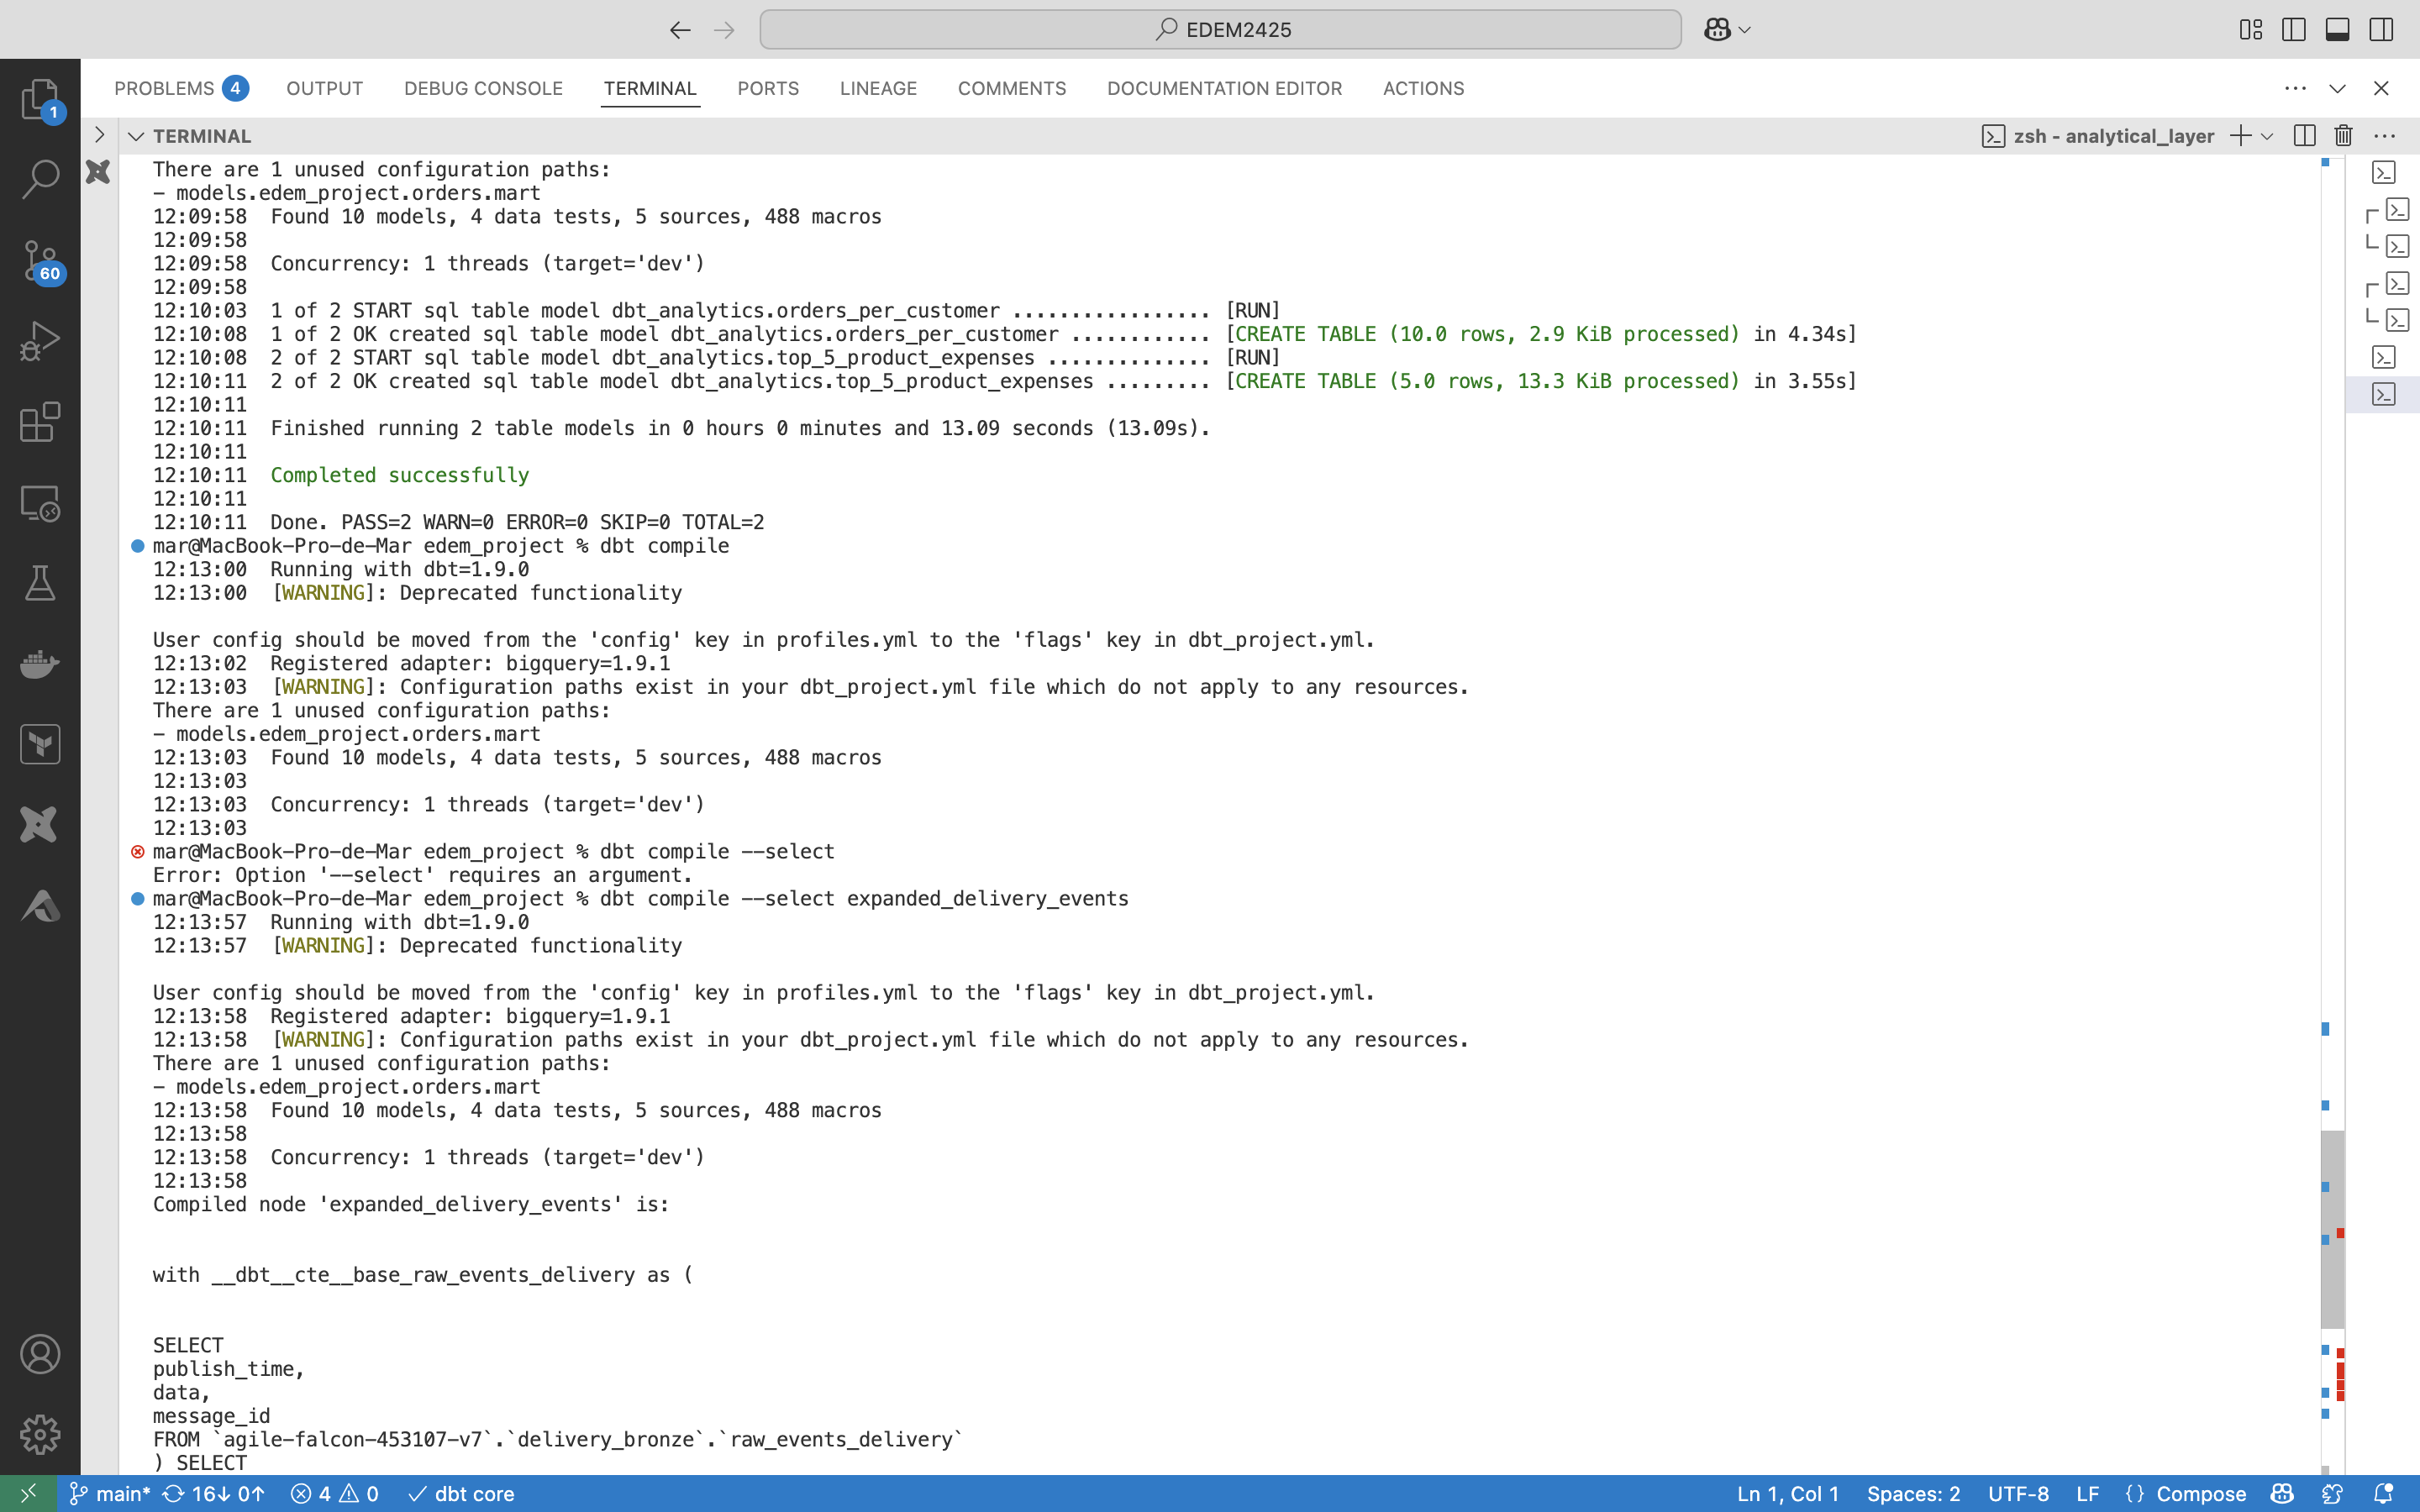 EDEM2425
PROBLEMS 4 OUTPUT DEBUG CONSOLE TERMINAL PORTS LINEAGE COMMENTS DOCUMENTATION EDITOR ACTIONS
1
60
TERMINAL
zsh - analytical_layer
There are 1 unused configuration paths:
- models.edem_project.orders.mart
12:09:58  Found 10 models, 4 data tests, 5 sources, 488 macros
12:09:58
12:09:58  Concurrency: 1 threads (target='dev')
12:09:58
12:10:03  1 of 2 START sql table model dbt_analytics.orders_per_customer ................. [RUN]
12:10:08  1 of 2 OK created sql table model dbt_analytics.orders_per_customer ............ [CREATE TABLE (10.0 rows, 2.9 KiB processed) in 4.34s]
12:10:08  2 of 2 START sql table model dbt_analytics.top_5_product_expenses .............. [RUN]
12:10:11  2 of 2 OK created sql table model dbt_analytics.top_5_product_expenses ......... [CREATE TABLE (5.0 rows, 13.3 KiB processed) in 3.55s]
12:10:11
12:10:11  Finished running 2 table models in 0 hours 0 minutes and 13.09 seconds (13.09s).
12:10:11
12:10:11  Completed successfully
12:10:11
12:10:11  Done. PASS=2 WARN=0 ERROR=0 SKIP=0 TOTAL=2
mar@MacBook-Pro-de-Mar edem_project % dbt compile
12:13:00  Running with dbt=1.9.0
12:13:00  [WARNING]: Deprecated functionality
User config should be moved from the 'config' key in profiles.yml to the 'flags' key in dbt_project.yml.
12:13:02  Registered adapter: bigquery=1.9.1
12:13:03  [WARNING]: Configuration paths exist in your dbt_project.yml file which do not apply to any resources.
There are 1 unused configuration paths:
- models.edem_project.orders.mart
12:13:03  Found 10 models, 4 data tests, 5 sources, 488 macros
12:13:03
12:13:03  Concurrency: 1 threads (target='dev')
12:13:03
mar@MacBook-Pro-de-Mar edem_project % dbt compile --select
Error: Option '--select' requires an argument.
mar@MacBook-Pro-de-Mar edem_project % dbt compile --select expanded_delivery_events
12:13:57  Running with dbt=1.9.0
12:13:57  [WARNING]: Deprecated functionality
User config should be moved from the 'config' key in profiles.yml to the 'flags' key in dbt_project.yml.
12:13:58  Registered adapter: bigquery=1.9.1
12:13:58  [WARNING]: Configuration paths exist in your dbt_project.yml file which do not apply to any resources.
There are 1 unused configuration paths:
- models.edem_project.orders.mart
12:13:58  Found 10 models, 4 data tests, 5 sources, 488 macros
12:13:58
12:13:58  Concurrency: 1 threads (target='dev')
12:13:58
Compiled node 'expanded_delivery_events' is:
with __dbt__cte__base_raw_events_delivery as (
SELECT
publish_time,
data,
message_id
FROM `agile-falcon-453107-v7`.`delivery_bronze`.`raw_events_delivery`
) SELECT
main* 16↓ 0↑ 4 0 dbt core Ln 1, Col 1 Spaces: 2 UTF-8 LF {} Compose